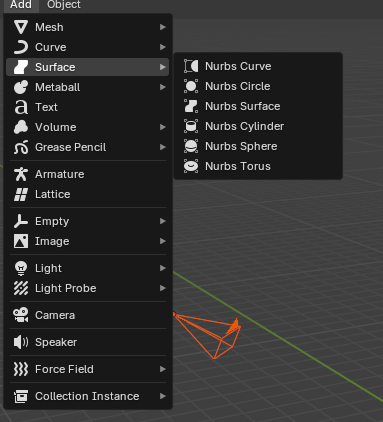 Add Object
Mesh
Curve
Surface
Metaball
Text
Volume
Grease Pencil
Armature
Lattice
Empty
Image
Light
Light Probe
Camera
Speaker
Force Field
Collection Instance
Nurbs Curve
Nurbs Circle
Nurbs Surface
Nurbs Cylinder
Nurbs Sphere
Nurbs Torus